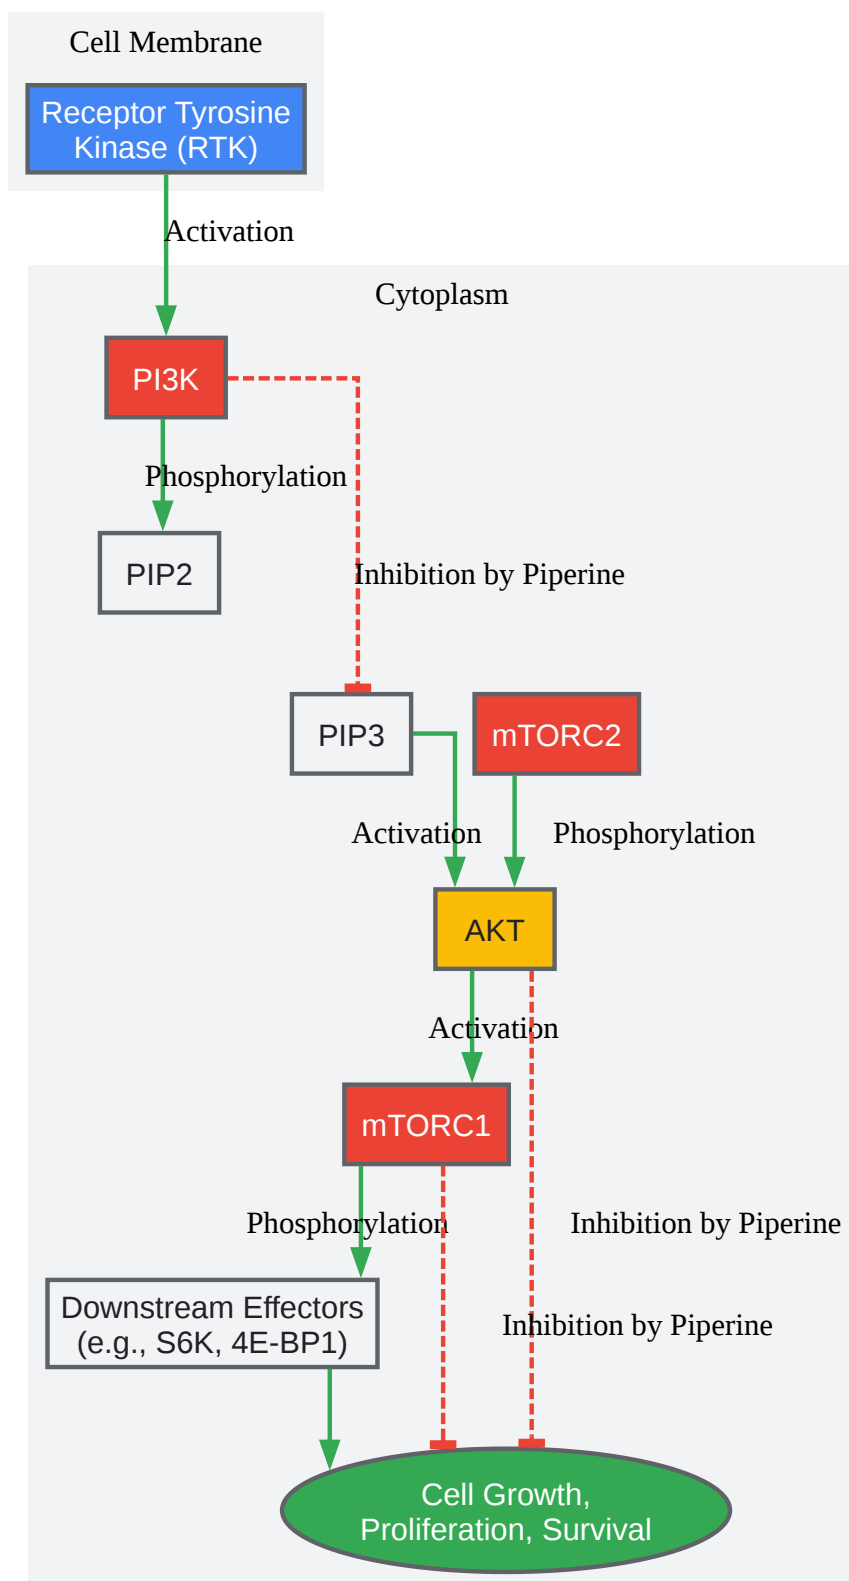 Cell Membrane
Receptor Tyrosine
Kinase (RTK)
Activation
Cytoplasm
PI3K
Phosphorylation
PIP2
Inhibition by Piperine
PIP3
mTORC2
Activation
Phosphorylation
AKT
Activation
mTORC1
Phosphorylation
Inhibition by Piperine
Downstream Effectors
(e.g., S6K, 4E-BP1)
Inhibition by Piperine
Cell Growth,
Proliferation, Survival